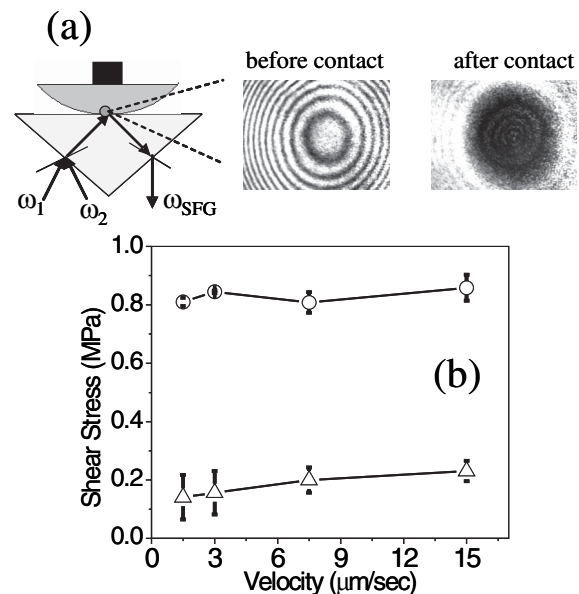 (a)
before contact
after contact
ω1
ω2
ωSFG
1.0
0.8
0.6
0.4
0.2
0.0
Shear Stress (MPa)
(b)
0
3
6
9
12
15
Velocity (μm/sec)